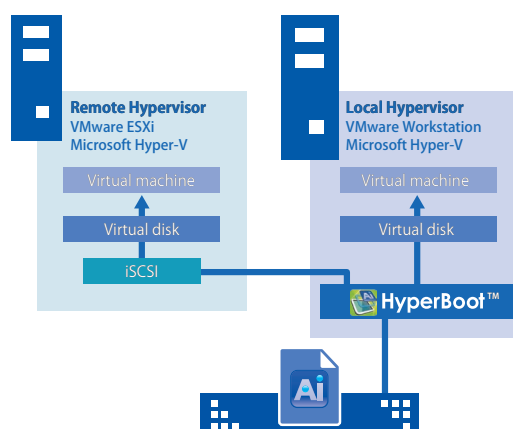 Remote Hypervisor
VMware ESXi
Microsoft Hyper-V
Virtual machine
Virtual disk
iSCSI
Local Hypervisor
VMware Workstation
Microsoft Hyper-V
Virtual machine
Virtual disk
HyperBoot™
Ai